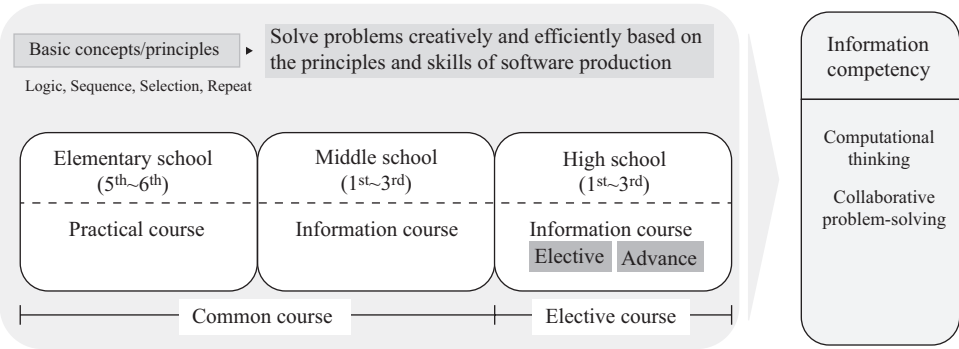 Basic concepts/principles
Solve problems creatively and efficiently based on
the principles and skills of software production
Logic, Sequence, Selection, Repeat
Elementary school
(5th~6th)
Practical course
Middle school
(1st~3rd)
Information course
High school
(1st~3rd)
Information course
Elective Advance
Common course
Elective course
Information
competency
Computational
thinking
Collaborative
problem-solving